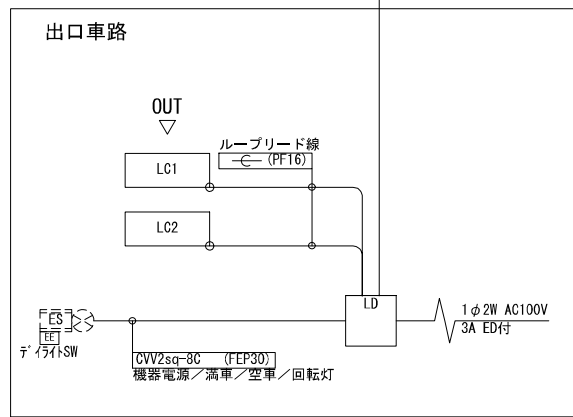 出口車路
OUT
ループリード線
(PF16)
LC1
LC2
LD
1φ2W AC100V
3A ED付
ES
EE
デイライトSW
CVV2sq-8C (FEP30)
機器電源／満車／空車／回転灯